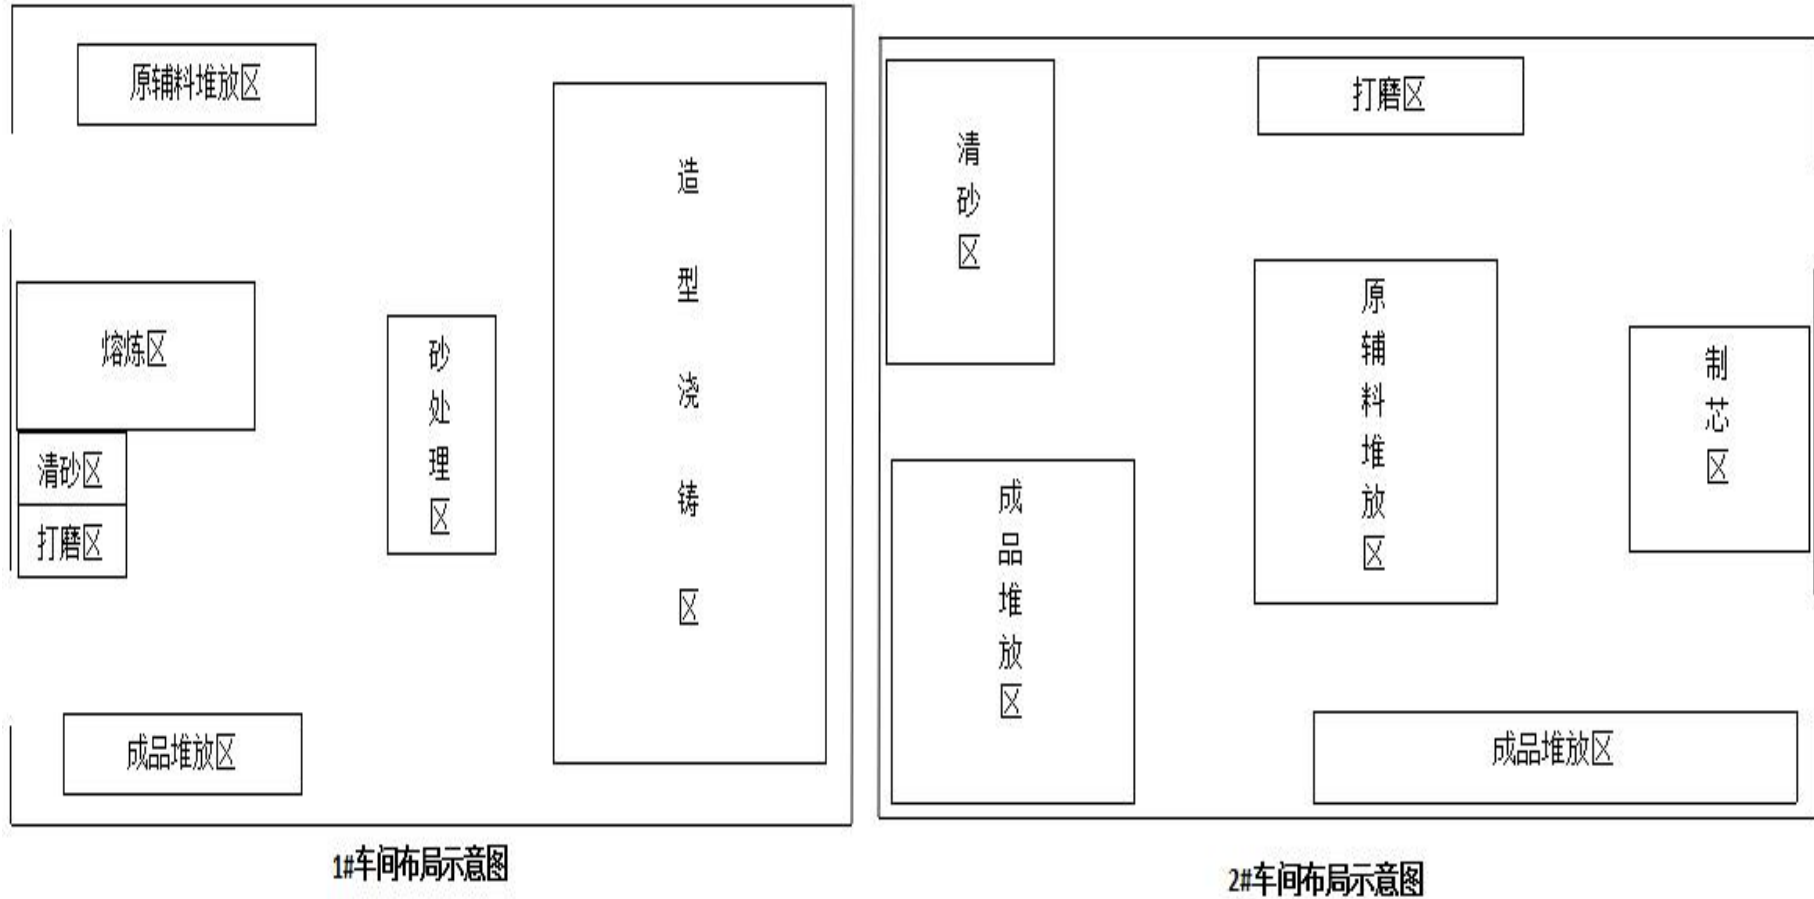 原辅料堆放区
造型浇铸区
熔炼区
砂处理区
清砂区
打磨区
成品堆放区
1#车间布局示意图
清砂区
打磨区
原辅料堆放区
制芯区
成品堆放区
成品堆放区
2#车间布局示意图